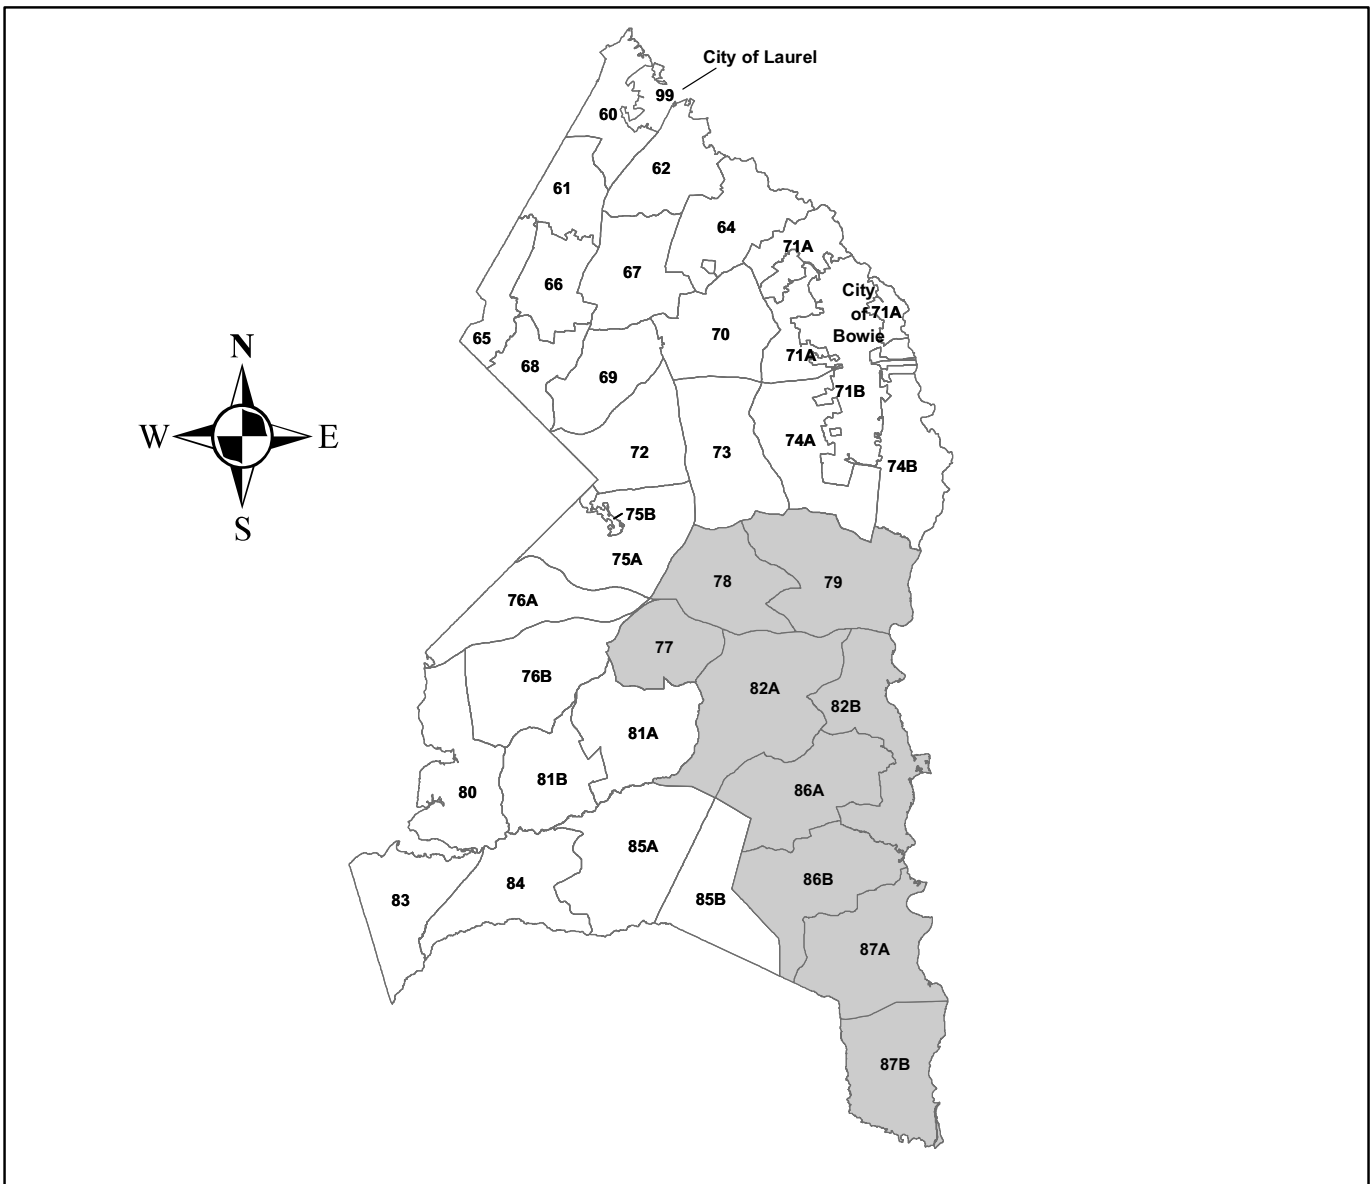 City of Laurel
99
60
62
61
64
71A
67
66
City
of
Bowie
71A
70
65
71A
68
69
71B
N
W
E
S
74A
72
73
74B
75B
75A
78
79
76A
77
76B
82A
82B
81A
81B
80
86A
85A
86B
84
85B
83
87A
87B